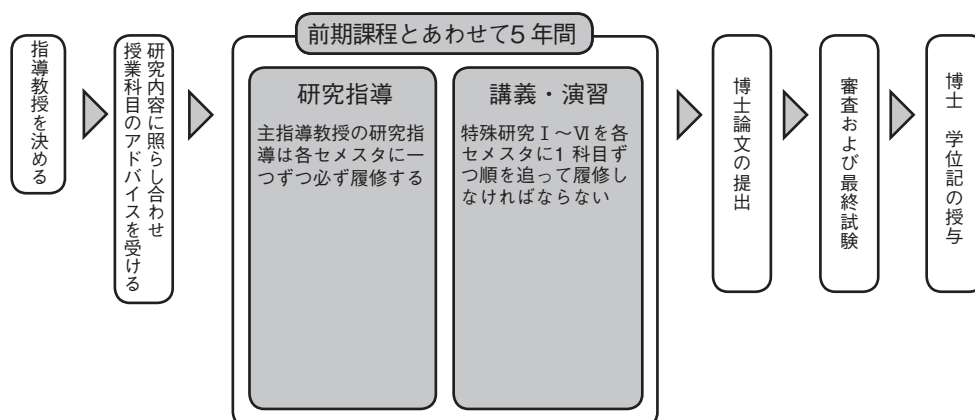 指導教授を決める
研究内容に照らし合わせ
授業科目のアドバイスを受ける
前期課程とあわせて5年間
研究指導
主指導教授の研究指
導は各セメスタに一
つずつ必ず履修する
講義・演習
特殊研究Ⅰ～Ⅵを各
セメスタに1科目ず
つ順を追って履修し
なければならない
博士論文の提出
審査および最終試験
博士　学位記の授与